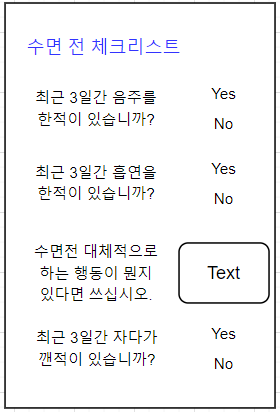 수면 전 체크리스트
최근 3일간 음주를
한적이 있습니까?
Yes
No
최근 3일간 흡연을
한적이 있습니까?
Yes
No
수면전 대체적으로
하는 행동이 뭔지
있다면 쓰십시오.
Text
최근 3일간 자다가
깬적이 있습니까?
Yes
No